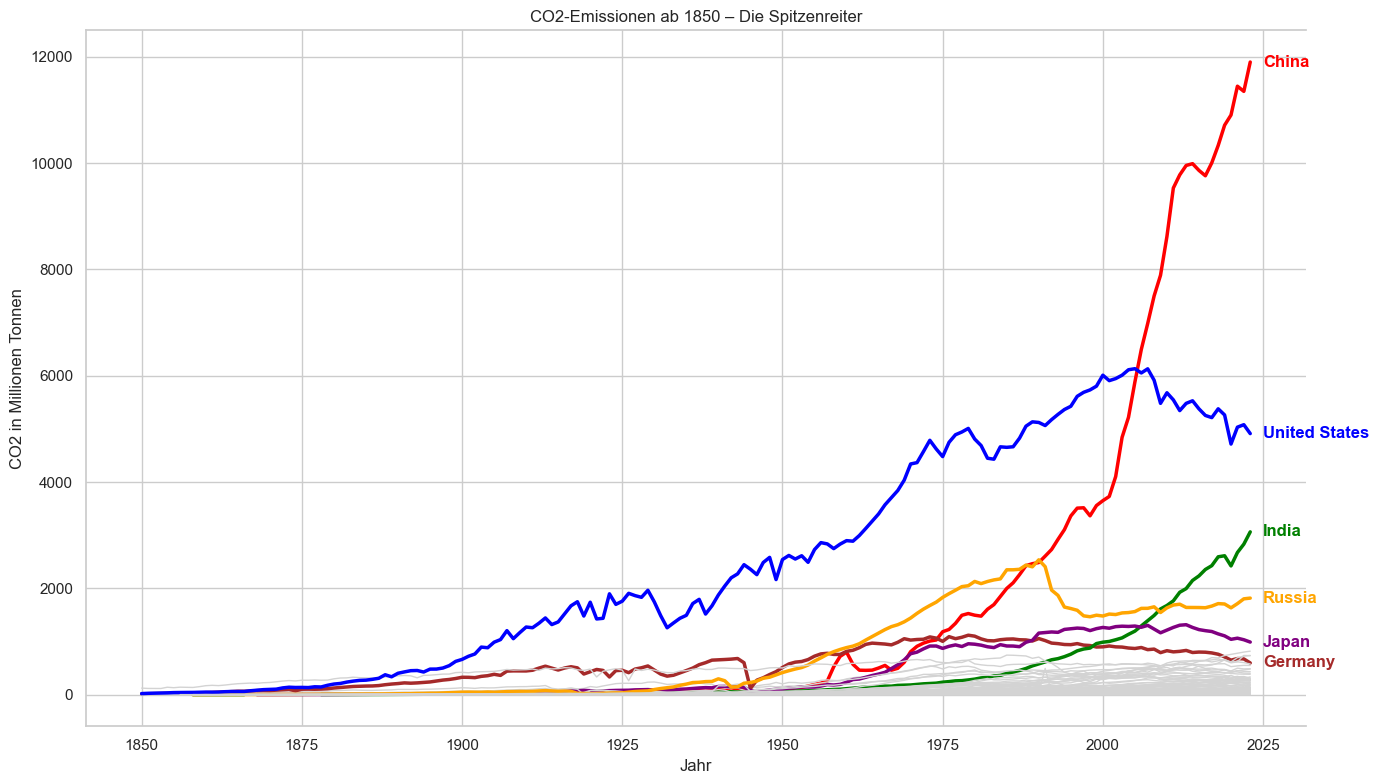 CO2-Emissionen ab 1850 – Die Spitzenreiter
CO2 in Millionen Tonnen
12000
10000
8000
6000
4000
2000
0
China
United States
India
Russia
Japan
Germany
1850 1875 1900 1925 1950 1975 2000 2025
Jahr